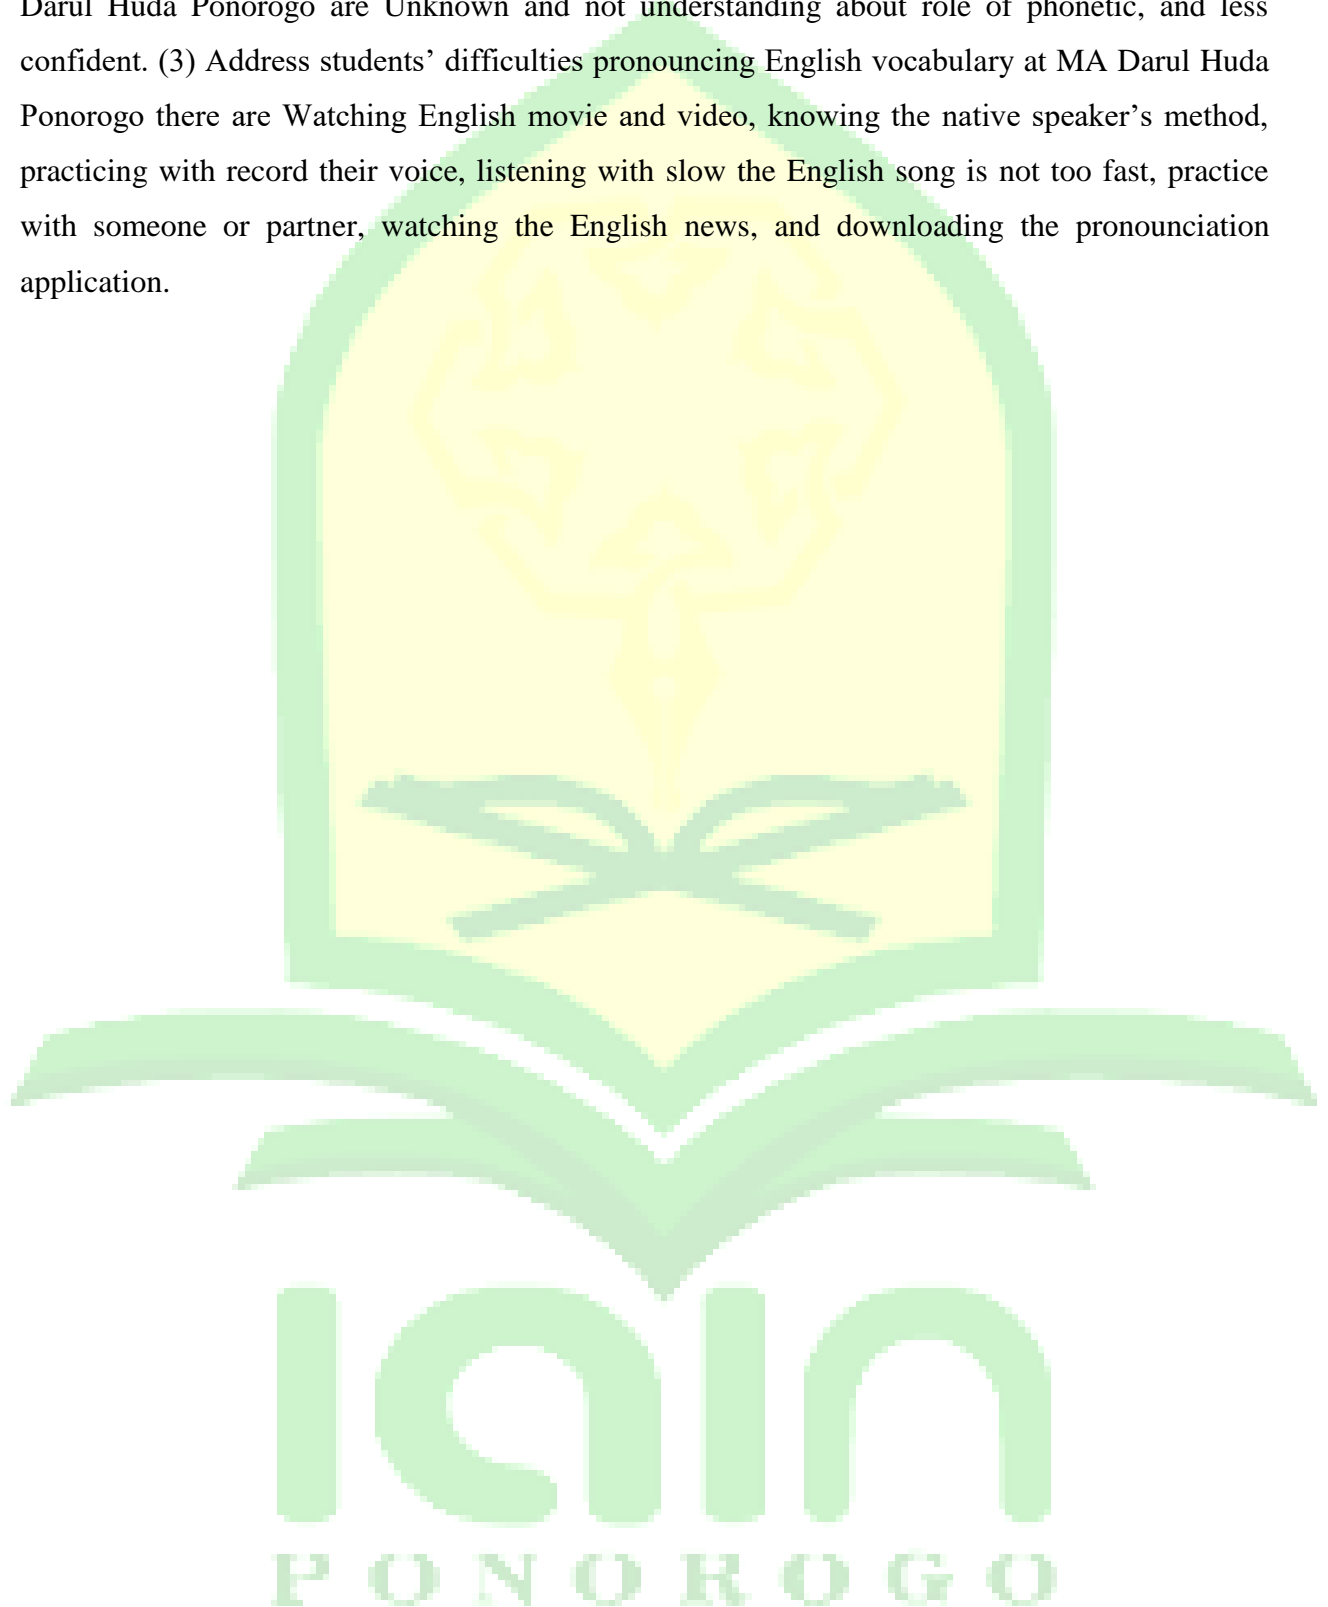 Darul Huda Ponorogo are Unknown and not understanding about role of phonetic, and less
confident. (3) Address students’ difficulties pronouncing English vocabulary at MA Darul Huda
Ponorogo there are Watching English movie and video, knowing the native speaker’s method,
practicing with record their voice, listening with slow the English song is not too fast, practice
with someone or partner, watching the English news, and downloading the pronounciation
application.
iain
PONOROGO